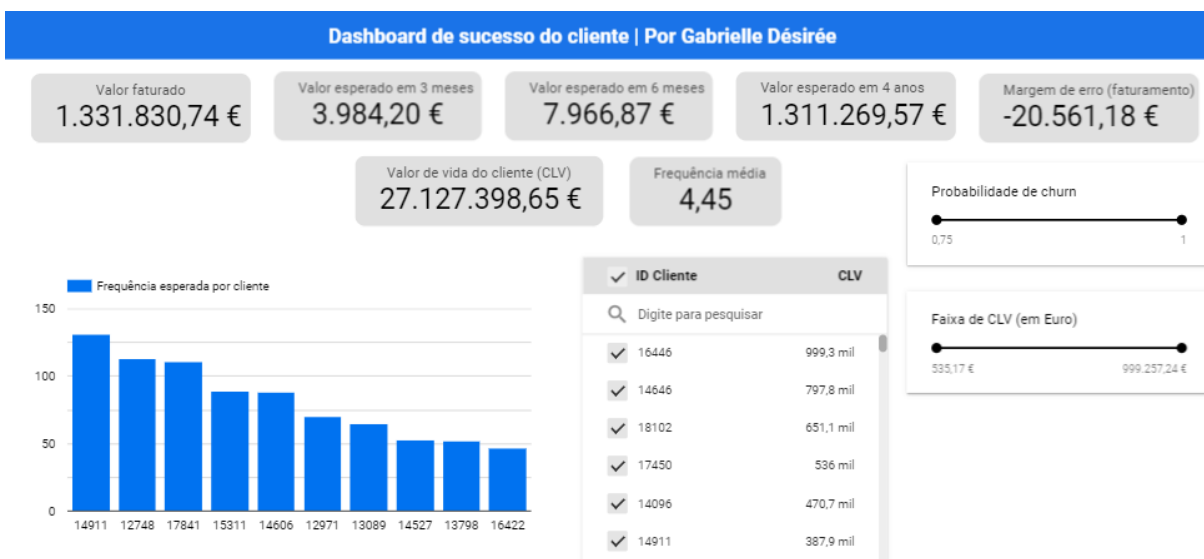 Dashboard de sucesso do cliente | Por Gabrielle Désirée
Valor faturado
1.331.830,74 €
Valor esperado em 3 meses
3.984,20 €
Valor esperado em 6 meses
7.966,87 €
Valor esperado em 4 anos
1.311.269,57 €
Margem de erro (faturamento)
-20.561,18 €
Valor de vida do cliente (CLV)
27.127.398,65 €
Frequência média
4,45
Probabilidade de churn
0,75 1
Faixa de CLV (em Euro)
535,17 € 999.257,24 €
Frequência esperada por cliente
150
100
50
0
14911 12748 17841 15311 14606 12971 13089 14527 13798 16422
ID Cliente CLV
Digite para pesquisar
16446 999,3 mil
14646 797,8 mil
18102 651,1 mil
17450 536 mil
14096 470,7 mil
14911 387,9 mil